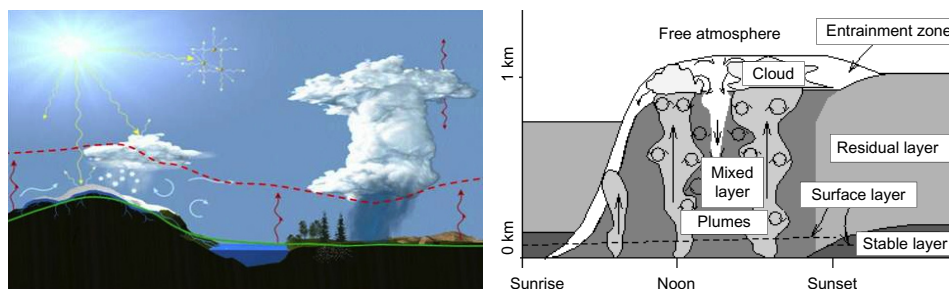 Free atmosphere
Entrainment zone
1 km
Cloud
Residual layer
Mixed
layer
Surface layer
Plumes
Stable layer
0 km
Sunrise
Noon
Sunset